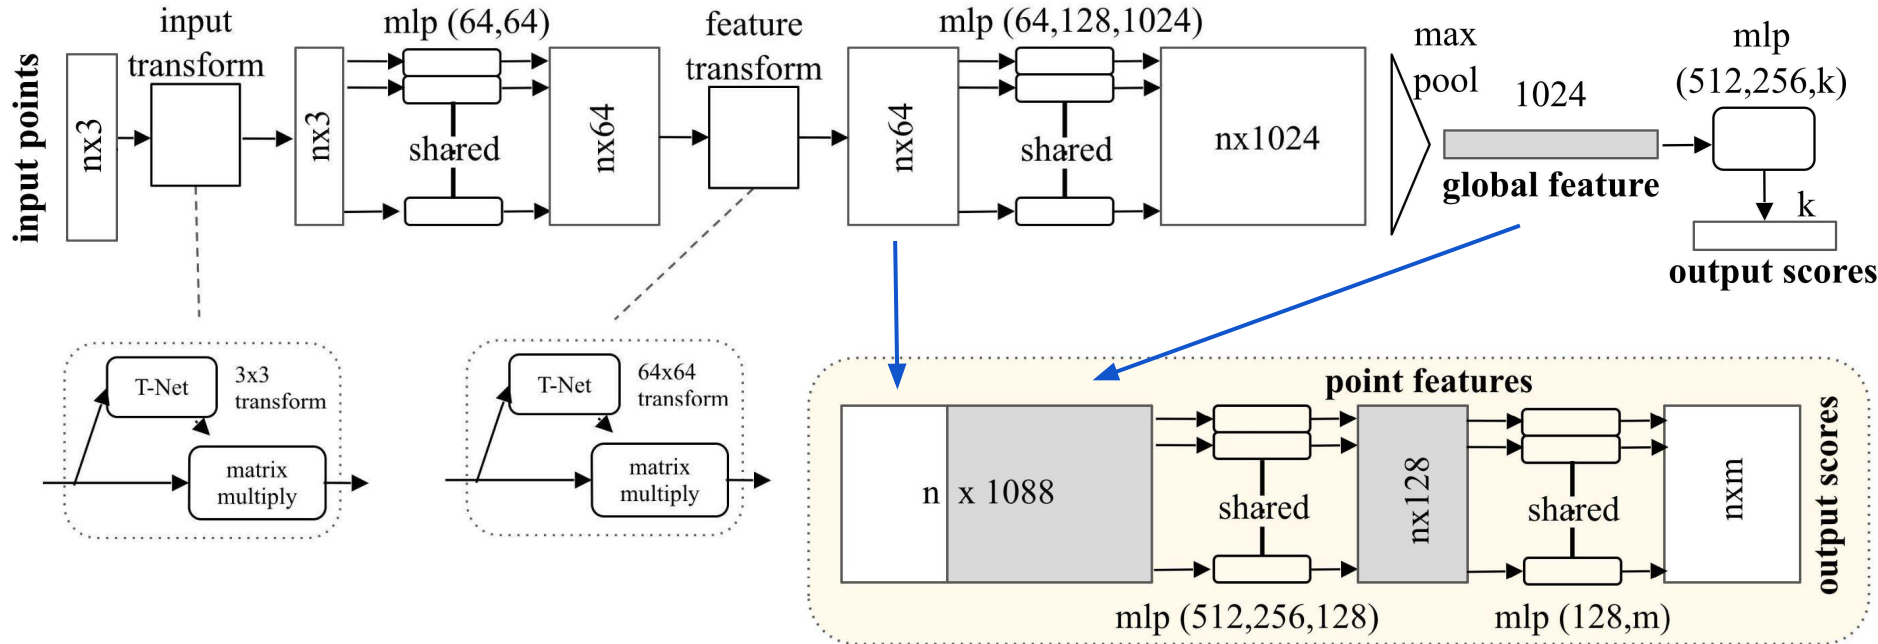 input points
nx3
input
transform
nx3
mlp (64,64)
shared
nx64
feature
transform
nx64
mlp (64,128,1024)
shared
nx1024
max
pool
1024
global feature
mlp
(512,256,k)
k
output scores
T-Net
3x3
transform
matrix
multiply
T-Net
64x64
transform
matrix
multiply
point features
n x 1088
shared
mlp (512,256,128)
nx128
shared
mlp (128,m)
nxm
output scores